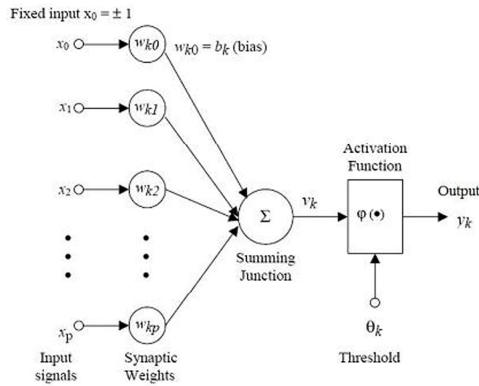 Fixed input x₀ = ± 1
x₀ wk0 wk0 = bk (bias)
x₁ wk1
x₂ wk2
xp wkp
Input signals
Synaptic Weights
Σ
Summing Junction
vk
Activation Function
φ (•)
Output
yk
θk
Threshold